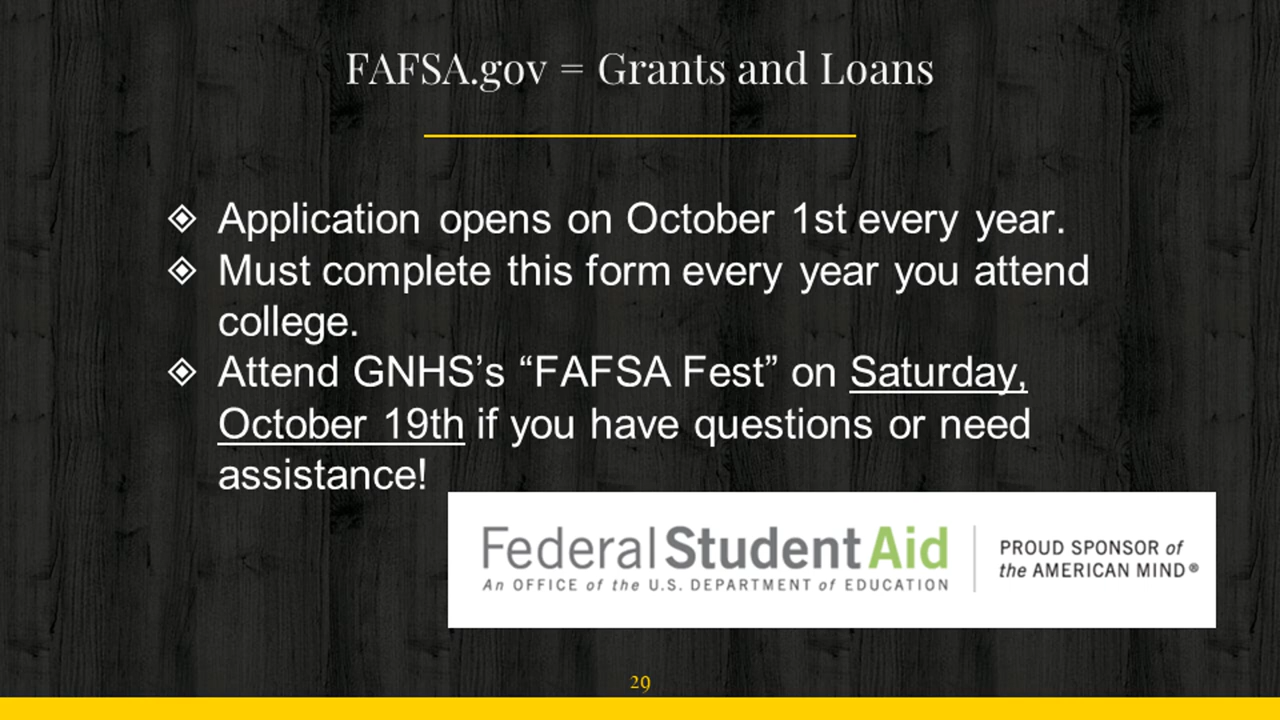 FAFSA.gov = Grants and Loans
Application opens on October 1st every year.
Must complete this form every year you attend
college.
Attend GNHS’s “FAFSA Fest” on Saturday,
October 19th if you have questions or need
assistance!
Federal Student Aid
An OFFICE of the U.S. DEPARTMENT of EDUCATION
PROUD SPONSOR of
the AMERICAN MIND®
29